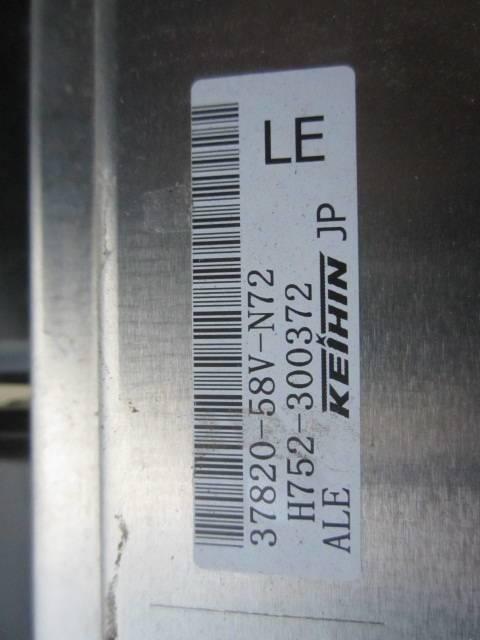 37820-58V-N72
H752-300372
ALE KEIHIN JP
LE